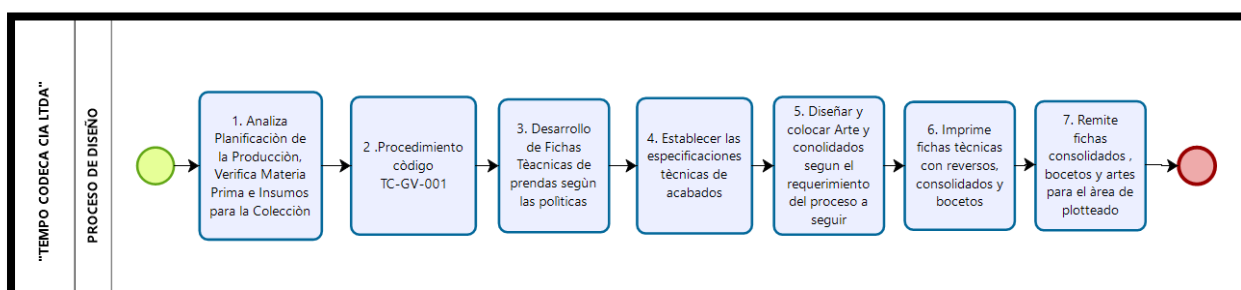 "TEMPO CODECA CIA LTDA"
PROCESO DE DISEÑO
1. Analiza
Planificaciòn de
la Producciòn,
Verifica Materia
Prima e Insumos
para la Colecciòn
2 .Procedimiento
còdigo
TC-GV-001
3. Desarrollo
de Fichas
Tèacnicas de
prendas segùn
las polìticas
4. Establecer las
especificaciones
tècnicas de
acabados
5. Diseñar y
colocar Arte y
conolidados
segun el
requerimiento
del proceso a
seguir
6. Imprime
fichas tècnicas
con reversos,
consolidados y
bocetos
7. Remite
fichas
consolidados ,
bocetos y artes
para el àrea de
plotteado